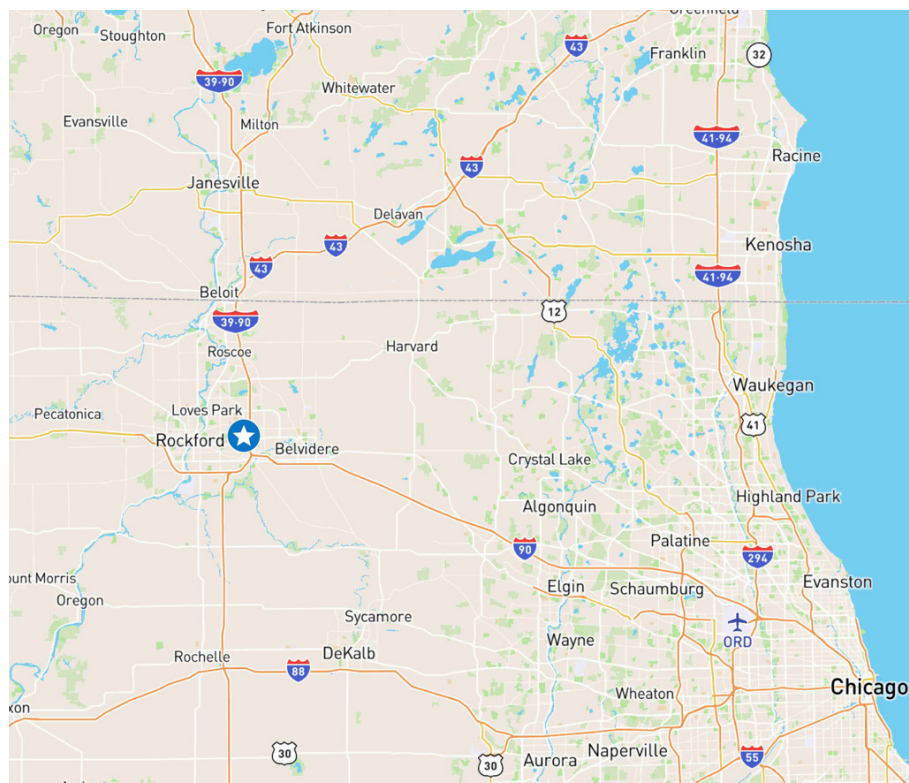 Oregon
Stoughton
Fort Atkinson
Greenfield
43
Franklin
32
39-90
Whitewater
Evansville
Milton
41-94
Racine
43
Janesville
Delavan
Kenosha
43
43
41-94
Beloit
12
39-90
Roscoe
Harvard
Waukegan
Pecatonica
Loves Park
41
Rockford
Belvidere
Crystal Lake
Highland Park
Algonquin
Palatine
90
294
ount Morris
Elgin
Schaumburg
Evanston
Oregon
Sycamore
ORD
Wayne
Rochelle
DeKalb
88
Wheaton
Chicago
xon
30
30
Aurora
Naperville
55